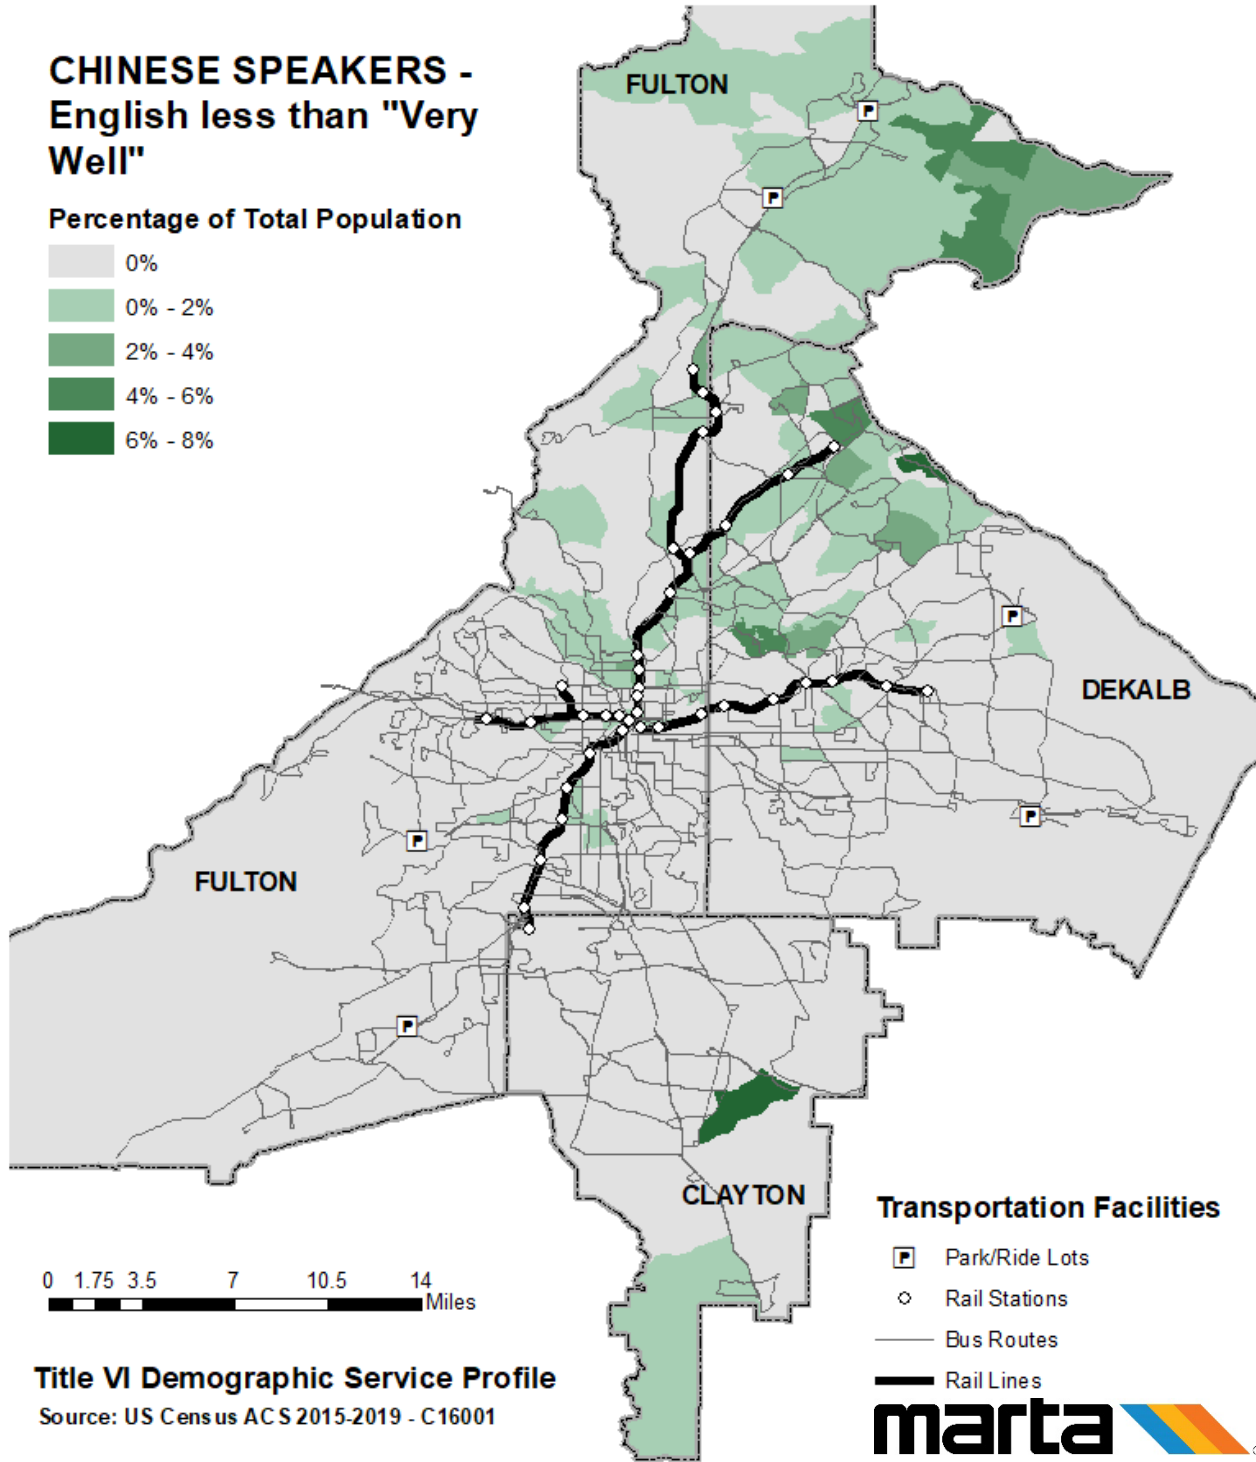 CHINESE SPEAKERS -
English less than "Very
Well"
Percentage of Total Population
0%
0% - 2%
2% - 4%
4% - 6%
6% - 8%
FULTON
P
P
P
DEKALB
P
P
FULTON
P
CLAYTON
Transportation Facilities
P Park/Ride Lots
Rail Stations
Bus Routes
Rail Lines
0 1.75 3.5 7 10.5 14
Miles
Title VI Demographic Service Profile
Source: US Census ACS 2015-2019 - C16001
marta